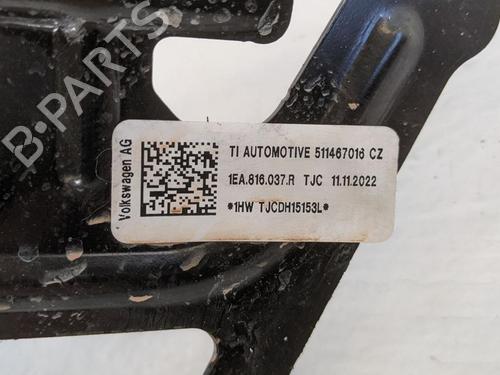 B-PARTS
Volkswagen AG
TI AUTOMOTIVE 511467016 CZ
1EA.816.037.R TJC 11.11.2022
*1HW TJCDH15153L*